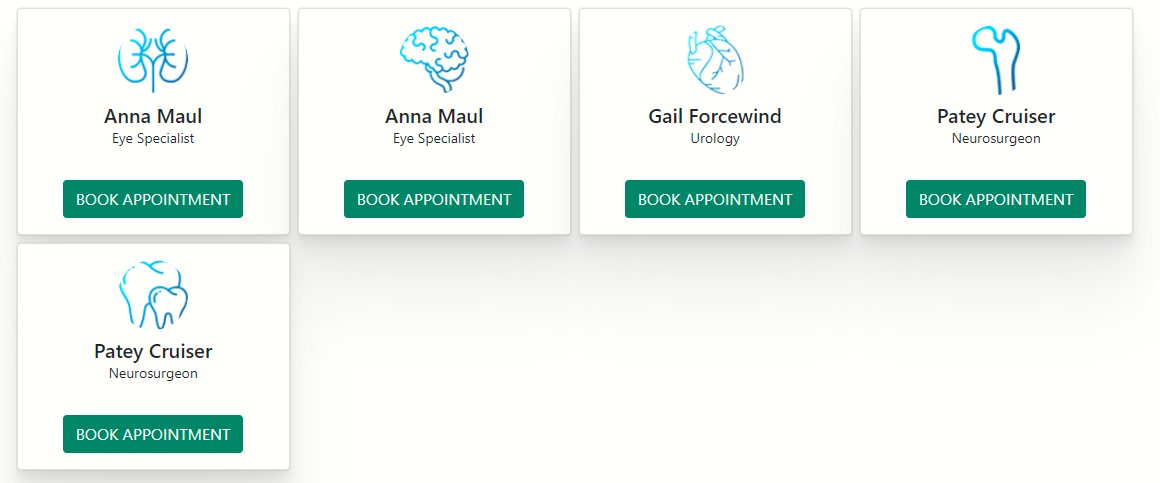 Anna Maul
Eye Specialist
BOOK APPOINTMENT
Anna Maul
Eye Specialist
BOOK APPOINTMENT
Gail Forcewind
Urology
BOOK APPOINTMENT
Patey Cruiser
Neurosurgeon
BOOK APPOINTMENT
Patey Cruiser
Neurosurgeon
BOOK APPOINTMENT